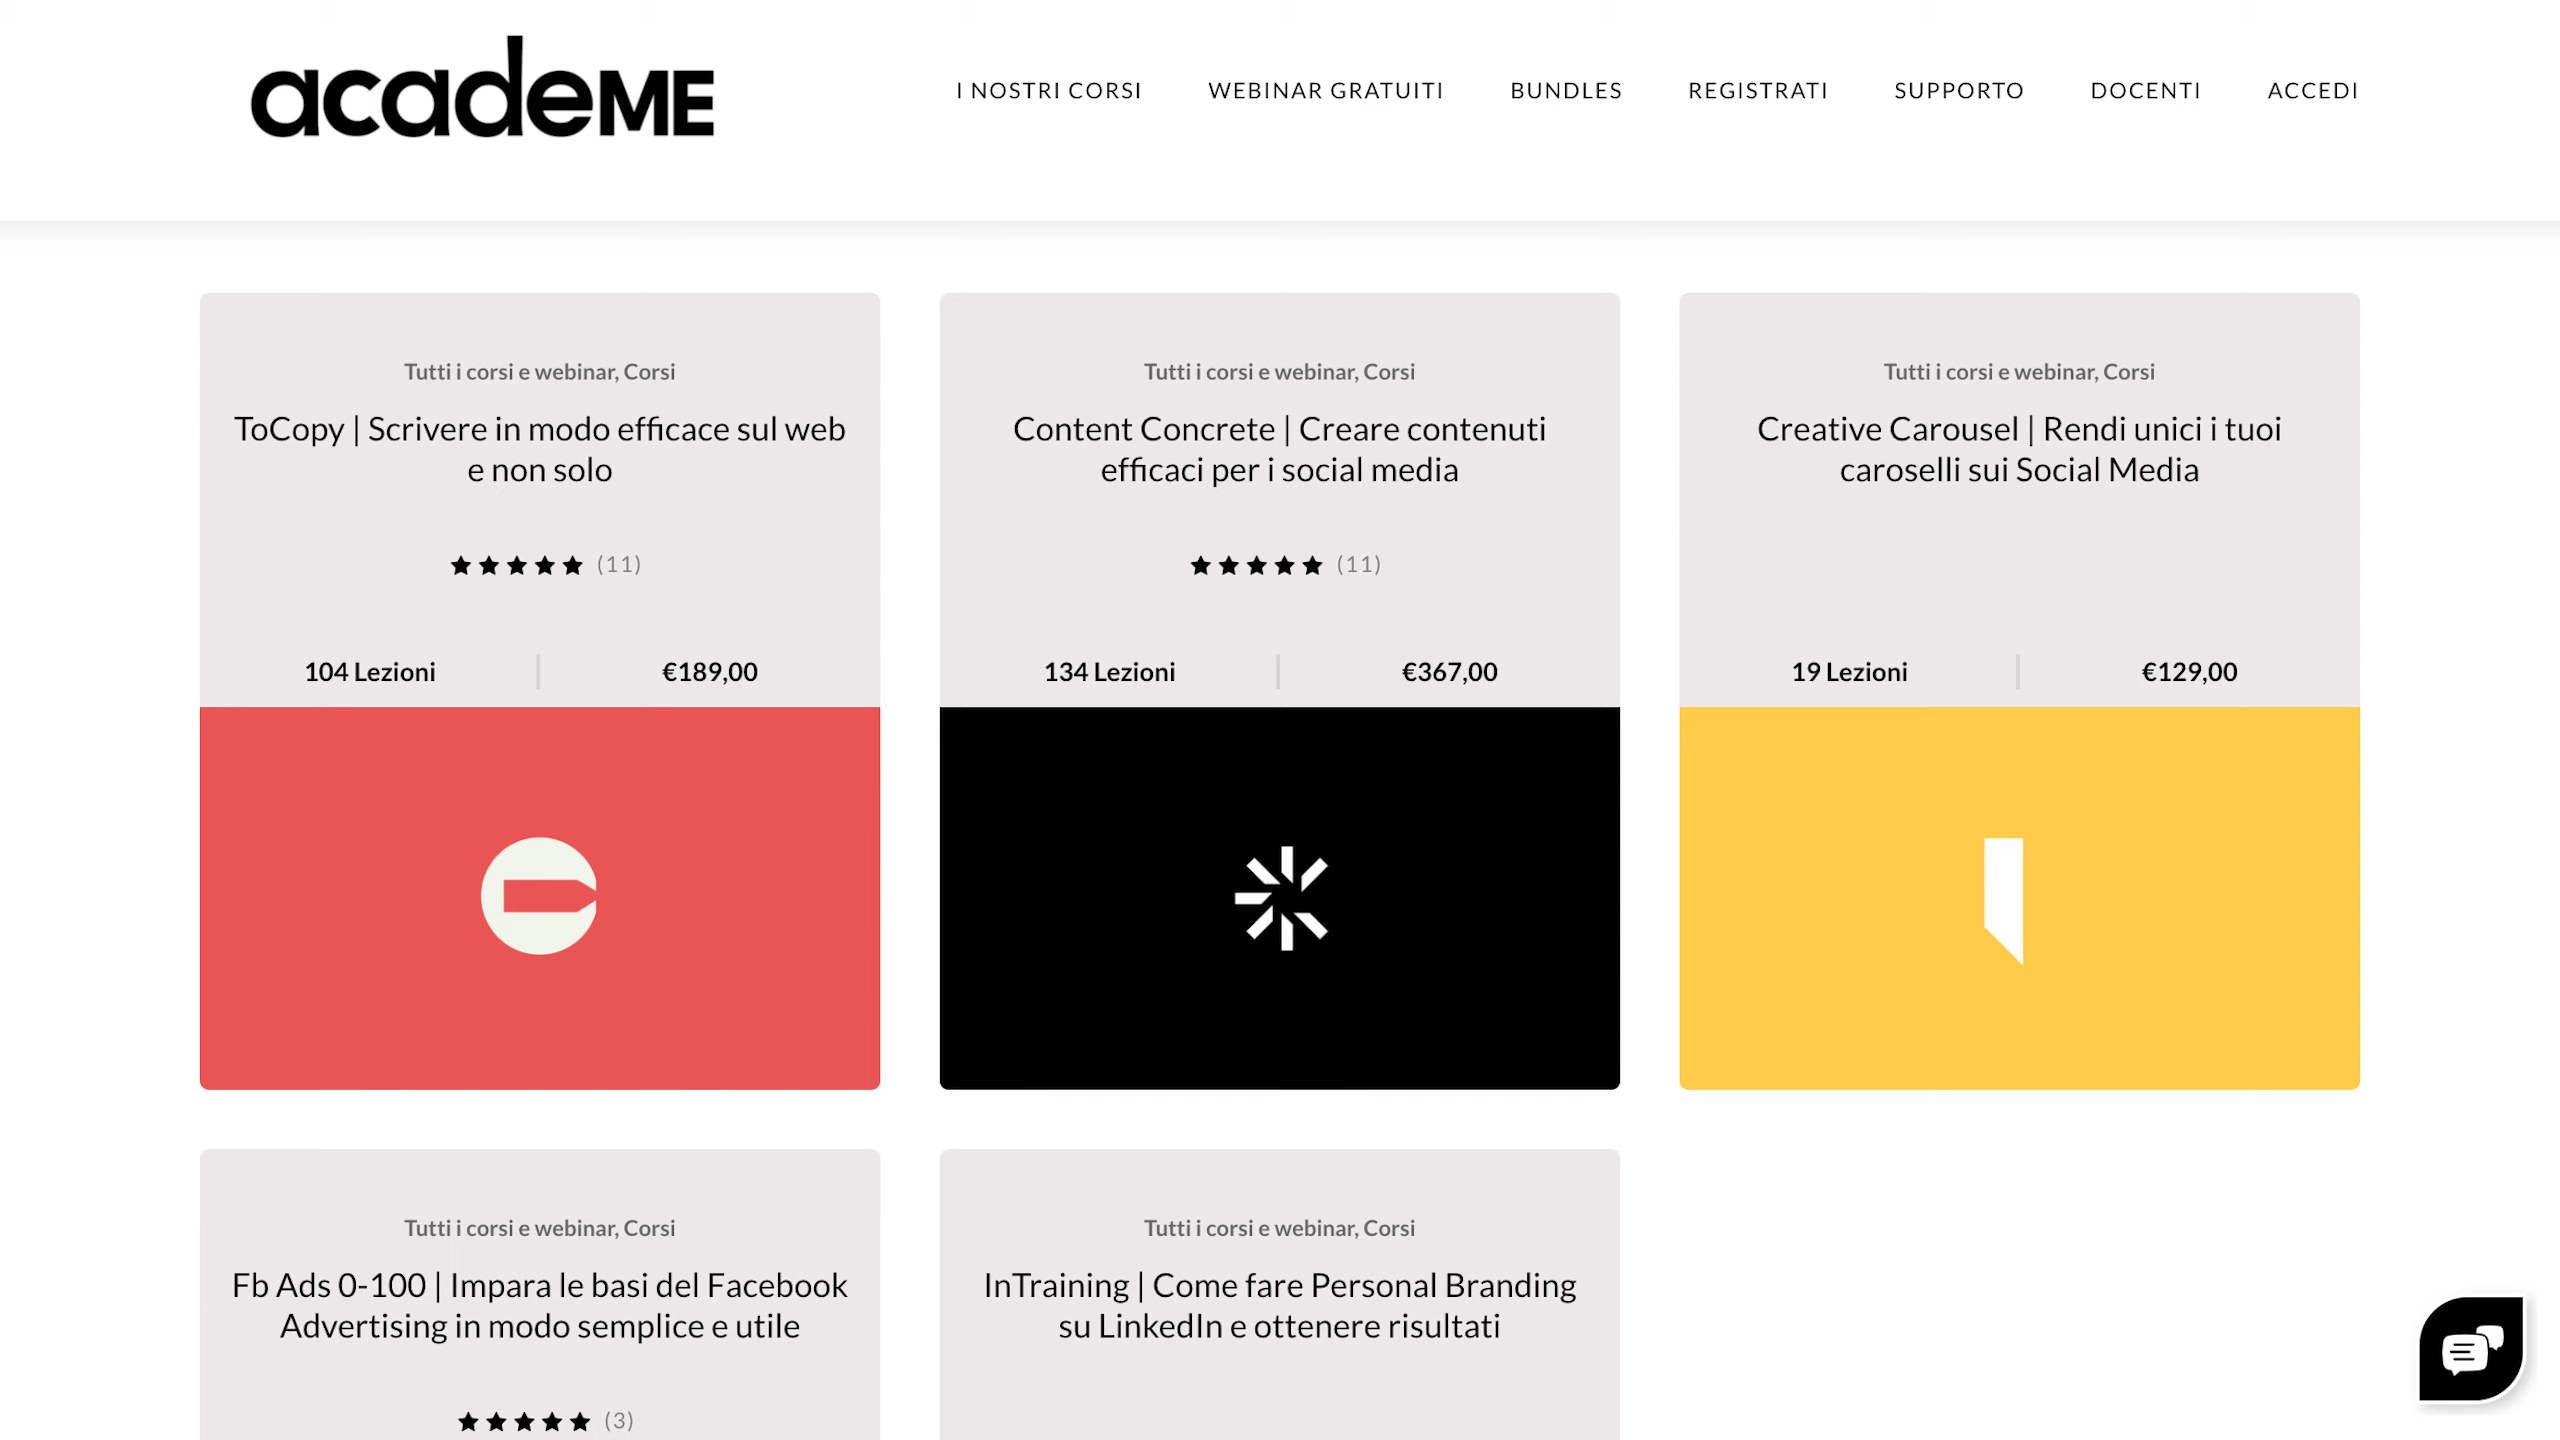 acadeME
I NOSTRI CORSI
WEBINAR GRATUITI
BUNDLES
REGISTRATI
SUPPORTO
DOCENTI
ACCEDI
Tutti i corsi e webinar, Corsi
ToCopy | Scrivere in modo efficace sul web
e non solo
(11)
104 Lezioni
€189,00
Tutti i corsi e webinar, Corsi
Content Concrete | Creare contenuti
efficaci per i social media
(11)
134 Lezioni
€367,00
Tutti i corsi e webinar, Corsi
Creative Carousel | Rendi unici i tuoi
caroselli sui Social Media
19 Lezioni
€129,00
Tutti i corsi e webinar, Corsi
Fb Ads 0-100 | Impara le basi del Facebook
Advertising in modo semplice e utile
(3)
Tutti i corsi e webinar, Corsi
InTraining | Come fare Personal Branding
su LinkedIn e ottenere risultati